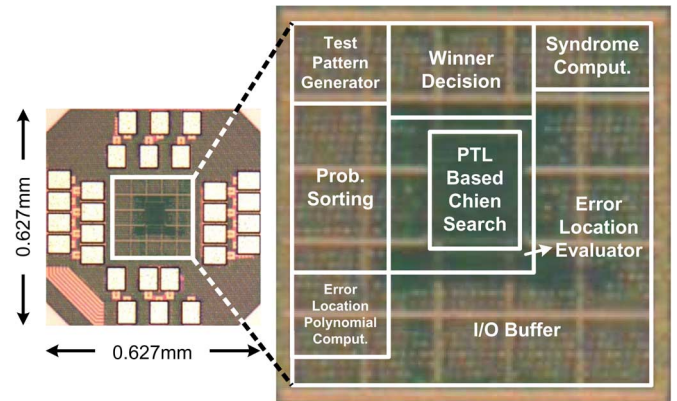 Test
Pattern
Generator
Winner
Decision
Syndrome
Comput.
Prob.
Sorting
PTL
Based
Chien
Search
Error
Location
Evaluator
Error
Location
Polynomial
Comput.
I/O Buffer
0.627mm
0.627mm